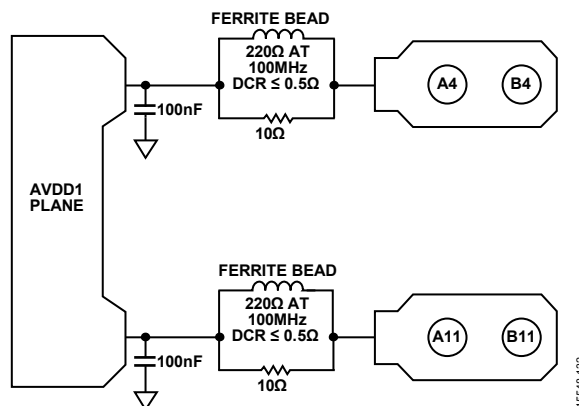 FERRITE BEAD
220Ω AT
100MHz
DCR ≤ 0.5Ω
10Ω
100nF
A4
B4
AVDD1
PLANE
FERRITE BEAD
220Ω AT
100MHz
DCR ≤ 0.5Ω
10Ω
100nF
A11
B11